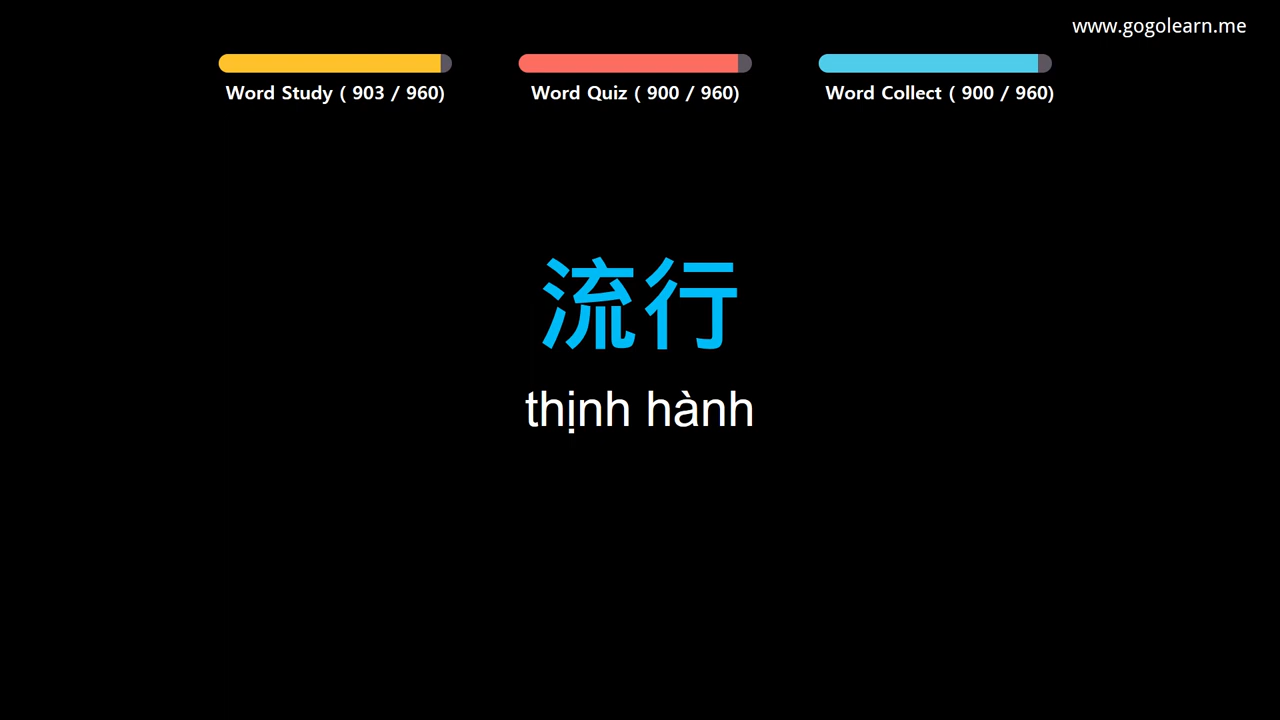 www.gogolearn.me
Word Study ( 903 / 960)
Word Quiz ( 900 / 960)
Word Collect ( 900 / 960)
流行
thịnh hành